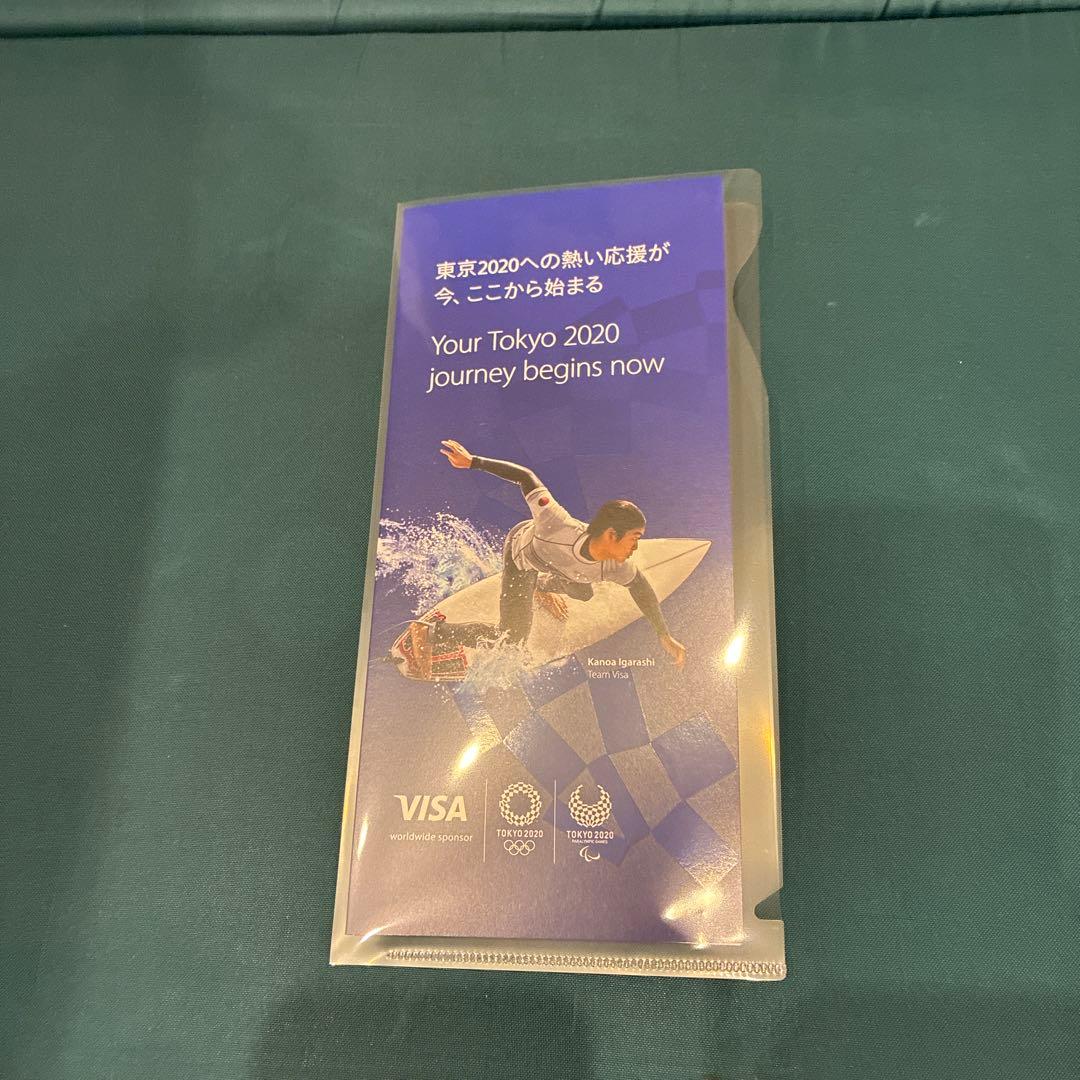 東京2020への熱い応援が
今、ここから始まる
Your Tokyo 2020
journey begins now
Kanoa Igarashi
Team Visa
VISA
worldwide sponsor
TOKYO 2020
TOKYO 2020
PARALYMPIC GAMES